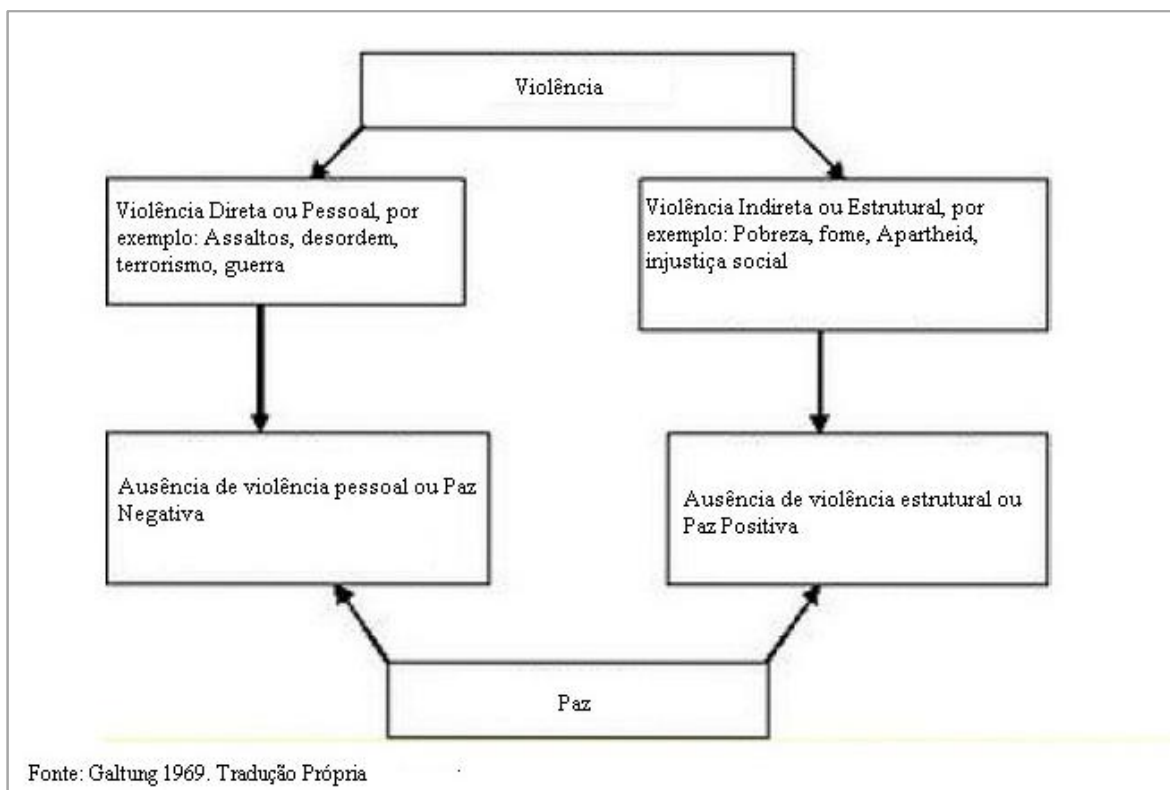 Violência
Violência Direta ou Pessoal, por
exemplo: Assaltos, desordem,
terrorismo, guerra
Violência Indireta ou Estrutural, por
exemplo: Pobreza, fome, Apartheid,
injustiça social
Ausência de violência pessoal ou Paz
Negativa
Ausência de violência estrutural ou
Paz Positiva
Paz
Fonte: Galtung 1969. Tradução Própria